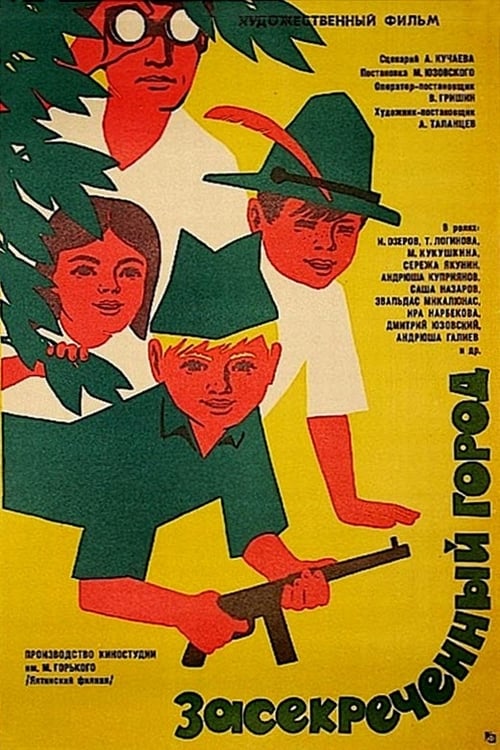 ХУДОЖЕСТВЕННЫЙ ФИЛЬМ
Сценарий А. КУЧАЕВА
Постановка М. ЮЗОВСКОГО
Оператор-постановщик
В. ГРИШИН
Художник-постановщик
А. ТАЛАНЦЕВ
В ролях:
Н. ОЗЕРОВ, Т. ЛОГИНОВА,
М. КУКУШКИНА,
СЕРЕЖА ЯКУНИН,
АНДРЮША КУПРИЯНОВ,
САША НАЗАРОВ,
ЭВАЛЬДАС МИКАЛЮНАС,
ИРА НАРБЕКОВА,
ДМИТРИЙ ЮЗОВСКИЙ,
АНДРЮША ГАЛИЕВ
и др.
ЗАСЕКРЕЧЕННЫЙ ГОРОД
ПРОИЗВОДСТВО КИНОСТУДИИ
им. М. ГОРЬКОГО
/Ялтинский филиал/